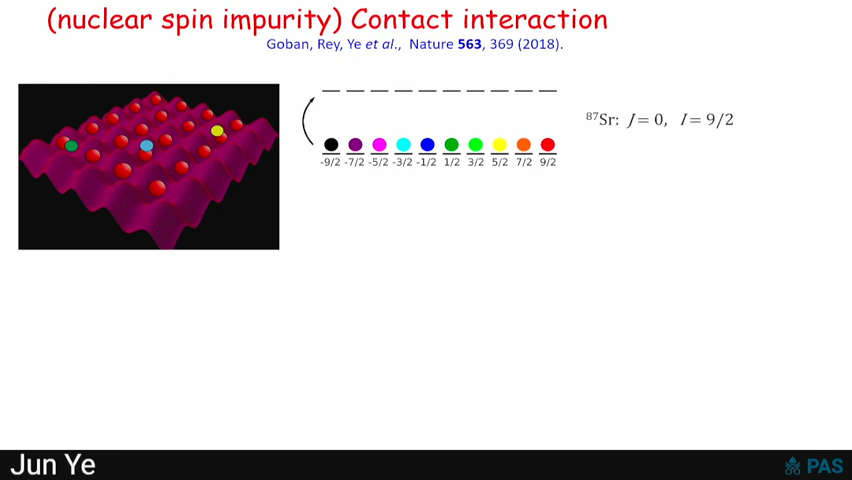 (nuclear spin impurity) Contact interaction
Goban, Rey, Ye et al., Nature 563, 369 (2018).
⁸⁷Sr: J = 0, I = 9/2
-9/2 -7/2 -5/2 -3/2 -1/2 1/2 3/2 5/2 7/2 9/2
Jun Ye
PAS